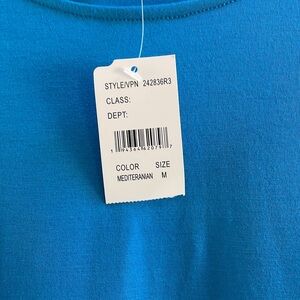 STYLE/VPN 242836R3
CLASS:
DEPT:
COLOR SIZE
MEDITERANIAN M